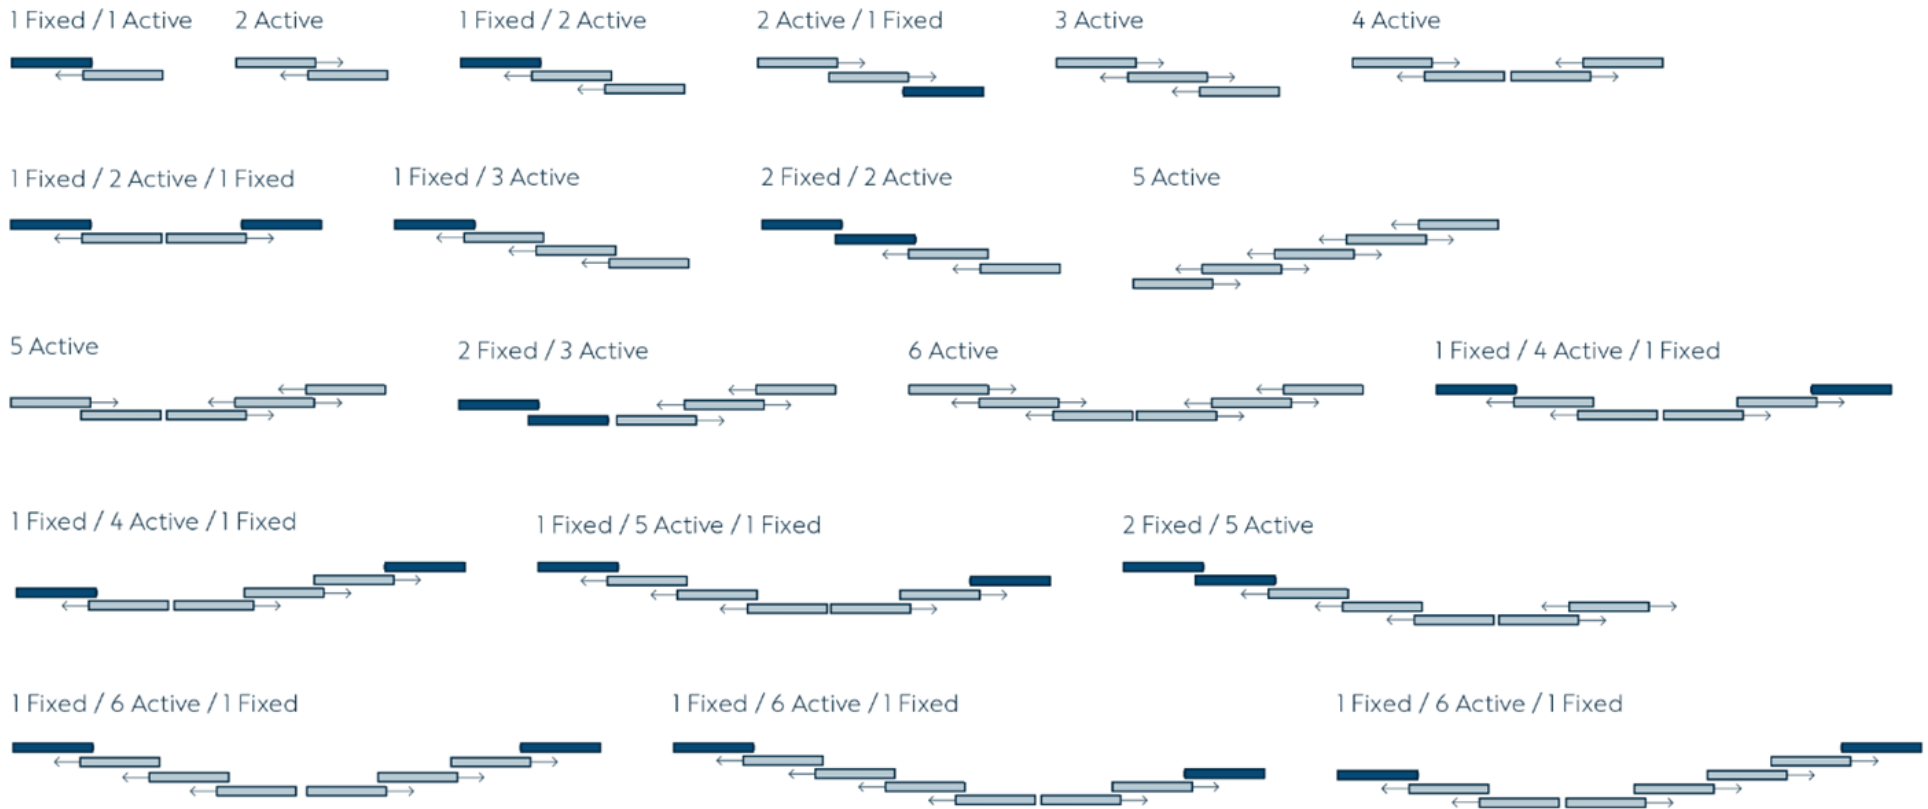 1 Fixed / 1 Active
2 Active
1 Fixed / 2 Active
2 Active / 1 Fixed
3 Active
4 Active
1 Fixed / 2 Active / 1 Fixed
1 Fixed / 3 Active
2 Fixed / 2 Active
5 Active
5 Active
2 Fixed / 3 Active
6 Active
1 Fixed / 4 Active / 1 Fixed
1 Fixed / 4 Active / 1 Fixed
1 Fixed / 5 Active / 1 Fixed
2 Fixed / 5 Active
1 Fixed / 6 Active / 1 Fixed
1 Fixed / 6 Active / 1 Fixed
1 Fixed / 6 Active / 1 Fixed